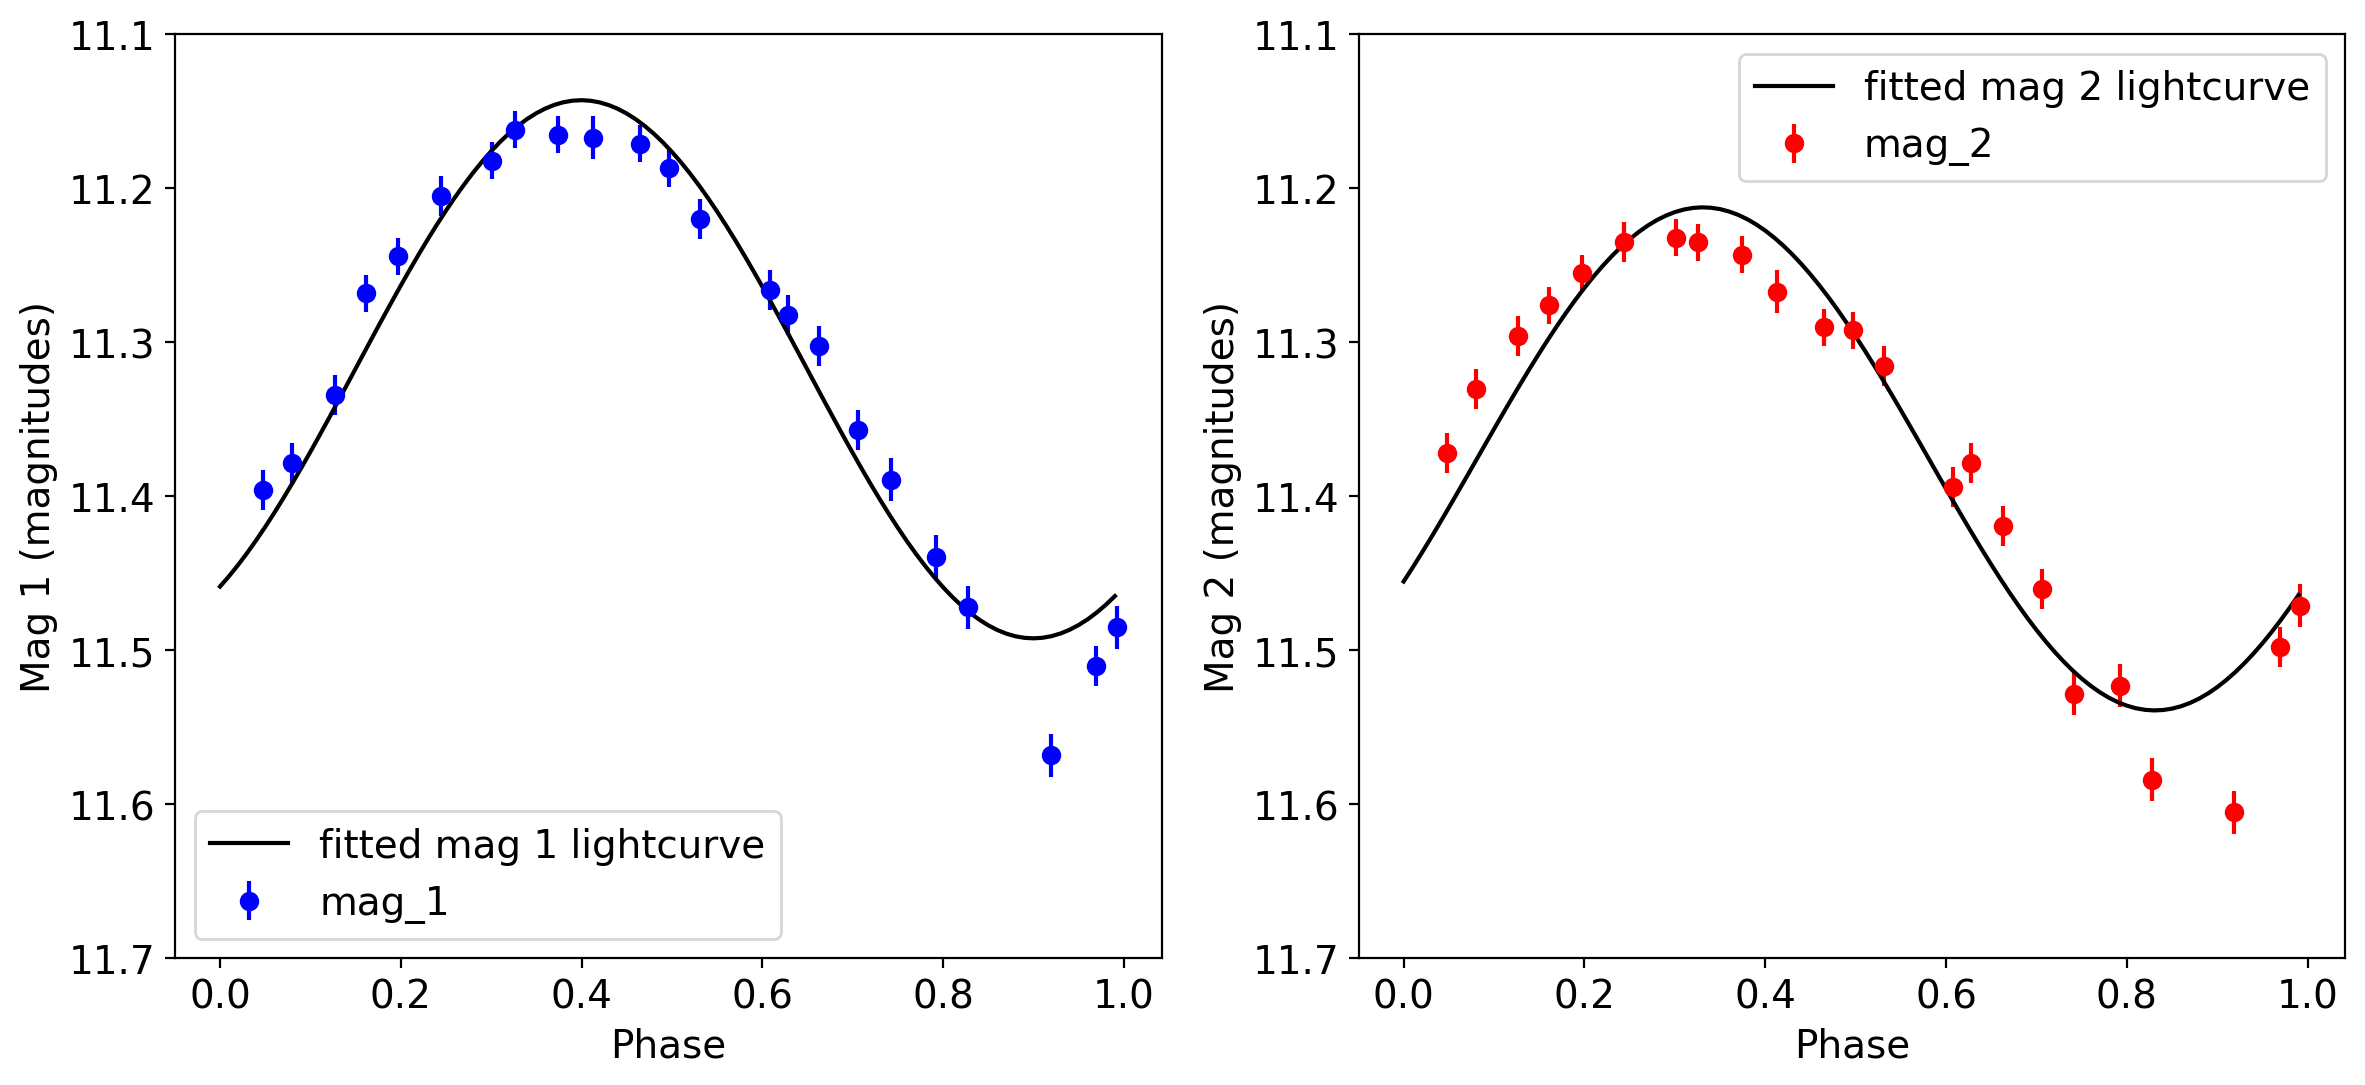 11.1
11.2
11.3
11.4
11.5
11.6
11.7
Mag 1 (magnitudes)
fitted mag 1 lightcurve
mag_1
0.0 0.2 0.4 0.6 0.8 1.0
Phase
11.1
11.2
11.3
11.4
11.5
11.6
11.7
Mag 2 (magnitudes)
fitted mag 2 lightcurve
mag_2
0.0 0.2 0.4 0.6 0.8 1.0
Phase